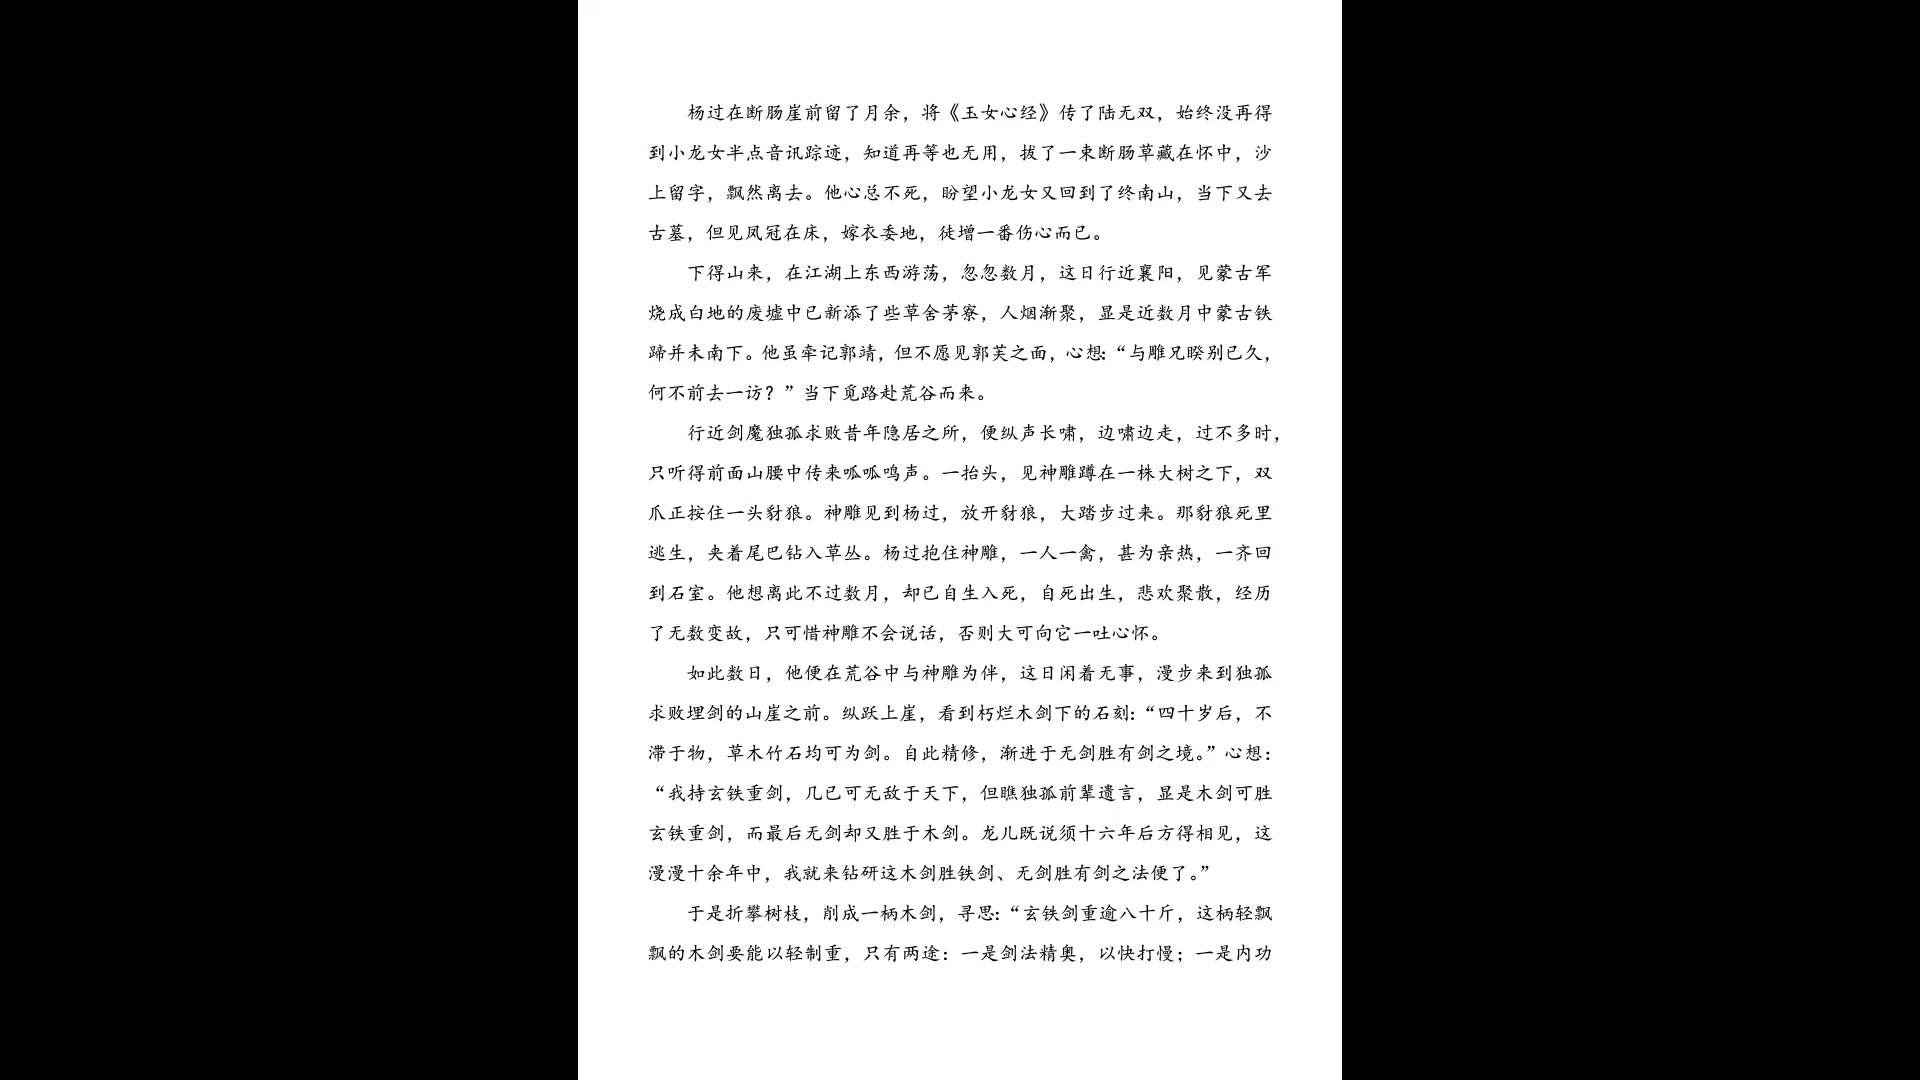 杨过在断肠崖前留了月余，将《玉女心经》传了陆无双，始终没再得
到小龙女半点音讯踪迹，知道再等也无用，拔了一束断肠草藏在怀中，沙
上留字，飘然离去。他心总不死，盼望小龙女又回到了终南山，当下又去
古墓，但见凤冠在床，嫁衣委地，徒增一番伤心而已。
下得山来，在江湖上东西游荡，忽忽数月，这日行近襄阳，见蒙古军
烧成白地的废墟中已新添了些草舍茅寮，人烟渐聚，显是近数月中蒙古铁
蹄并未南下。他虽牵记郭靖，但不愿见郭芙之面，心想：“与雕兄睽别已久，
何不前去一访？”当下觅路赴荒谷而来。
行近剑魔独孤求败昔年隐居之所，便纵声长啸，边啸边走，过不多时，
只听得前面山腰中传来呱呱鸣声。一抬头，见神雕蹲在一株大树之下，双
爪正按住一头豺狼。神雕见到杨过，放开豺狼，大踏步过来。那豺狼死里
逃生，夹着尾巴钻入草丛。杨过抱住神雕，一人一禽，甚为亲热，一齐回
到石室。他想离此不过数月，却已自生入死，自死出生，悲欢聚散，经历
了无数变故，只可惜神雕不会说话，否则大可向它一吐心怀。
如此数日，他便在荒谷中与神雕为伴，这日闲着无事，漫步来到独孤
求败埋剑的山崖之前。纵跃上崖，看到朽烂木剑下的石刻：“四十岁后，不
滞于物，草木竹石均可为剑。自此精修，渐进于无剑胜有剑之境。”心想：
“我持玄铁重剑，几已可无敌于天下，但瞧独孤前辈遗言，显是木剑可胜
玄铁重剑，而最后无剑却又胜于木剑。龙儿既说须十六年后方得相见，这
漫漫十余年中，我就来钻研这木剑胜铁剑、无剑胜有剑之法便了。”
于是折攀树枝，削成一柄木剑，寻思：“玄铁剑重逾八十斤，这柄轻飘
飘的木剑要能以轻制重，只有两途：一是剑法精奥，以快打慢；一是内功